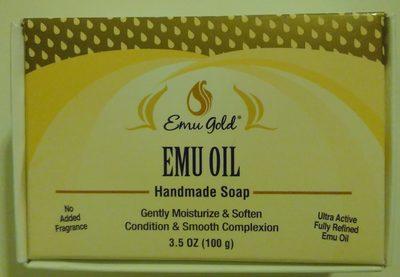 Emu Gold®
EMU OIL
Handmade Soap
No
Added
Fragrance
Gently Moisturize & Soften
Condition & Smooth Complexion
3.5 OZ (100 g)
Ultra Active
Fully Refined
Emu Oil